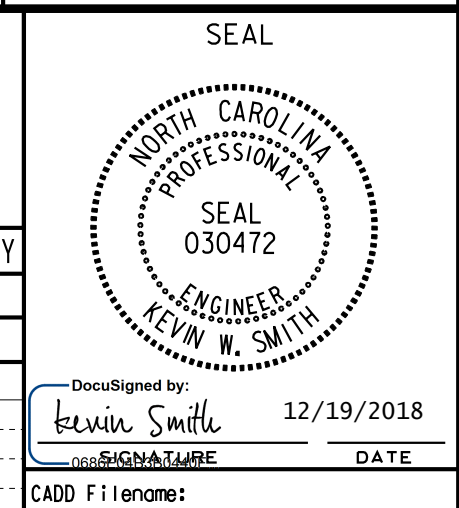 SEAL
NORTH CAROLINA
PROFESSIONAL
SEAL
030472
ENGINEER
KEVIN W. SMITH
Y
DocuSigned by:
Kevin Smith
12/19/2018
SIGNATURE
DATE
CADD Filename: